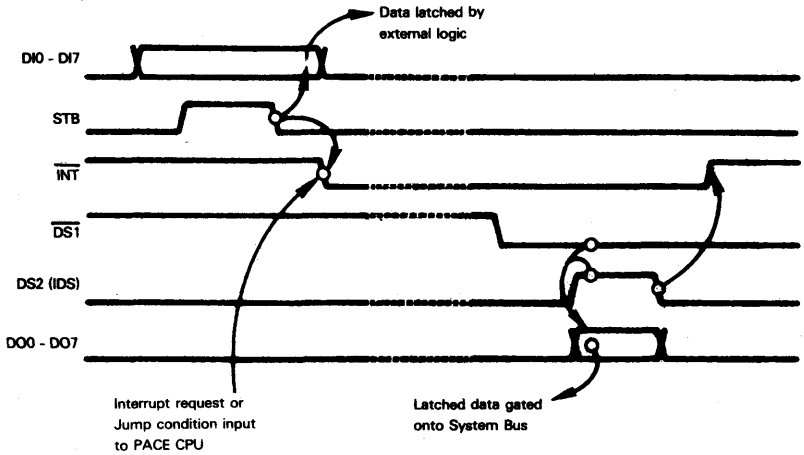 Data latched by
external logic
DI0 - DI7
STB
INT
DS1
DS2 (IDS)
DO0 - DO7
Interrupt request or
Jump condition input
to PACE CPU
Latched data gated
onto System Bus